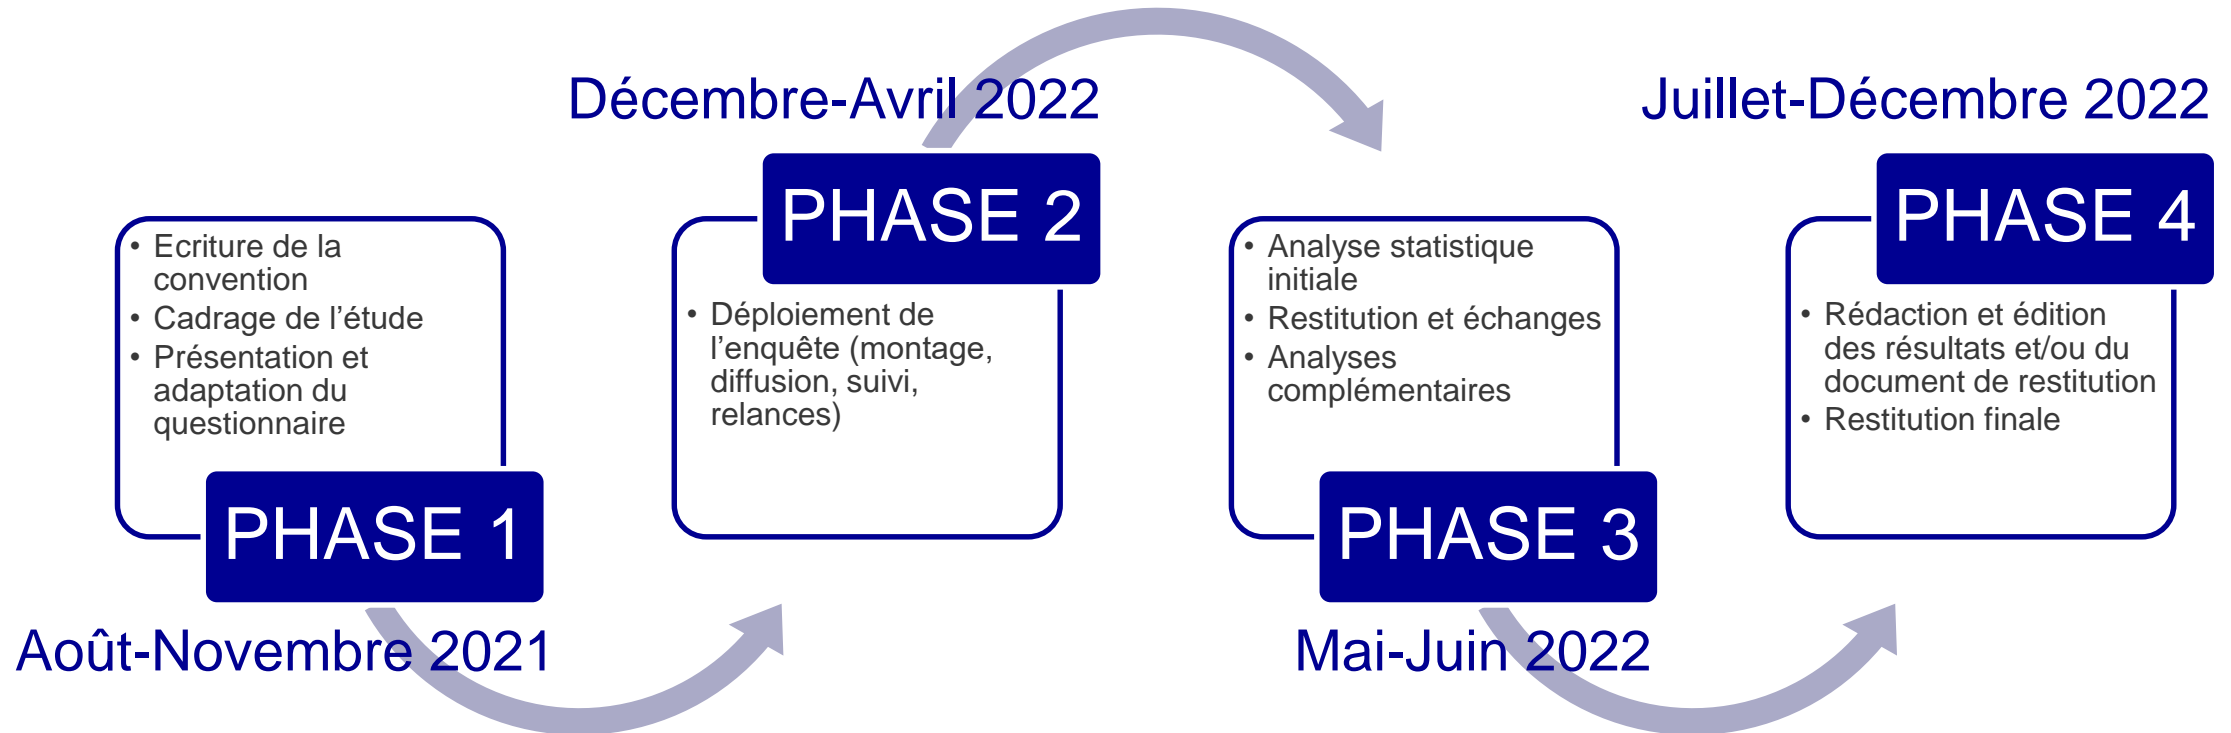 • Ecriture de la
convention
• Cadrage de l’étude
• Présentation et
adaptation du
questionnaire
PHASE 1
Août-Novembre 2021
Décembre-Avril 2022
PHASE 2
• Déploiement de
l’enquête (montage,
diffusion, suivi,
relances)
• Analyse statistique
initiale
• Restitution et échanges
• Analyses
complémentaires
PHASE 3
Mai-Juin 2022
Juillet-Décembre 2022
PHASE 4
• Rédaction et édition
des résultats et/ou du
document de restitution
• Restitution finale